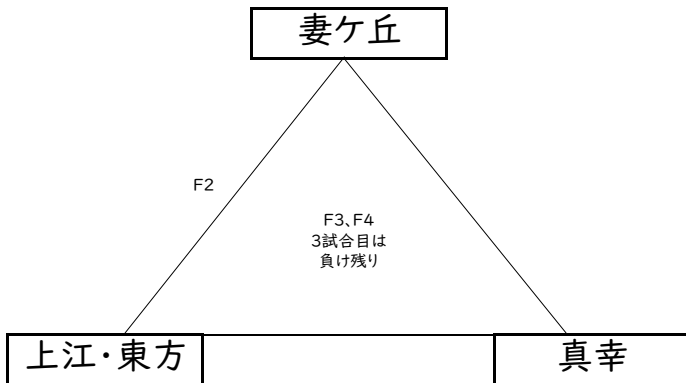 妻ケ丘
F2
F3、F4
3試合目は
負け残り
上江・東方
真幸